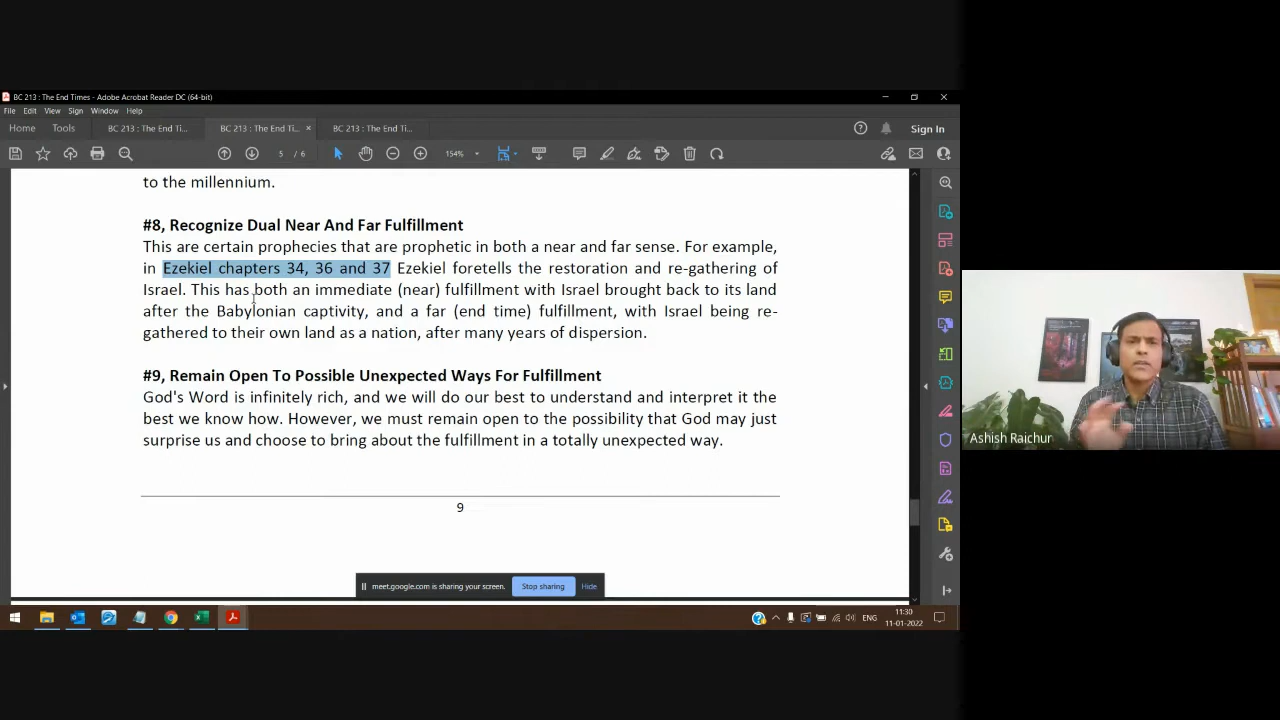 BC 213 : The End Times - Adobe Acrobat Reader DC (64-bit)
File Edit View Sign Window Help
Home Tools BC 213 : The End Ti... BC 213 : The End Ti... × BC 213 : The End Ti... Sign In
5 / 6 154%
to the millennium.
#8, Recognize Dual Near And Far Fulfillment
This are certain prophecies that are prophetic in both a near and far sense. For example,
in Ezekiel chapters 34, 36 and 37 Ezekiel foretells the restoration and re-gathering of
Israel. This has both an immediate (near) fulfillment with Israel brought back to its land
after the Babylonian captivity, and a far (end time) fulfillment, with Israel being re-
gathered to their own land as a nation, after many years of dispersion.
#9, Remain Open To Possible Unexpected Ways For Fulfillment
God's Word is infinitely rich, and we will do our best to understand and interpret it the
best we know how. However, we must remain open to the possibility that God may just
surprise us and choose to bring about the fulfillment in a totally unexpected way.
9
Ashish Raichur
meet.google.com is sharing your screen. Stop sharing Hide
ENG 11:30
11-01-2022